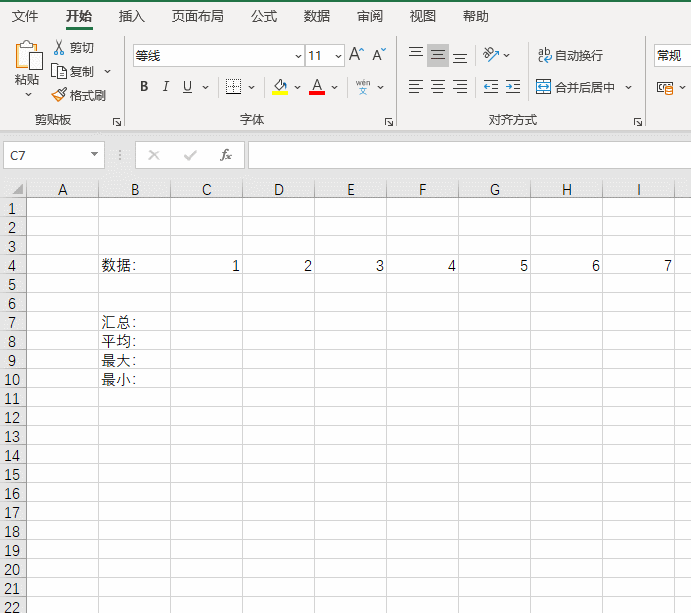 文件 开始 插入 页面布局 公式 数据 审阅 视图 帮助
剪切
复制
格式刷
粘贴
剪贴板
等线 11 A A
B I U A wén 文
字体
ab 自动换行
合并后居中
对齐方式
常规
C7 fx
A B C D E F G H I
1
2
3
4 数据: 1 2 3 4 5 6 7
5
6
7 汇总:
8 平均:
9 最大:
10 最小:
11
12
13
14
15
16
17
18
19
20
21
22